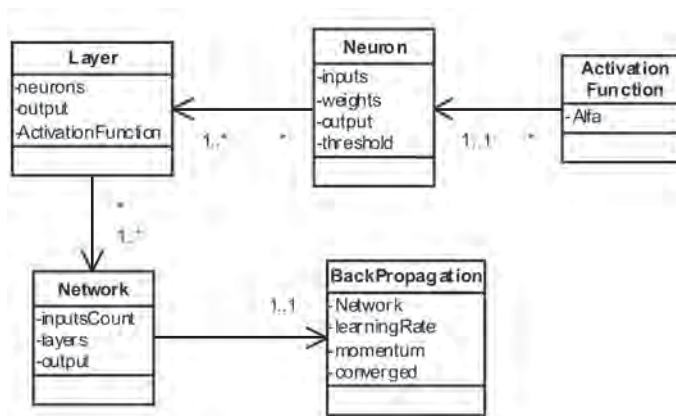 Layer
-neurons
-output
-ActivationFunction
Neuron
-inputs
-weights
-output
-threshold
Activation
Function
- Alfa
1..*
*
1..1
*
*
1..*
Network
-inputsCount
-layers
-output
1..1
BackPropagation
-Network
-learningRate
-momentum
-converged